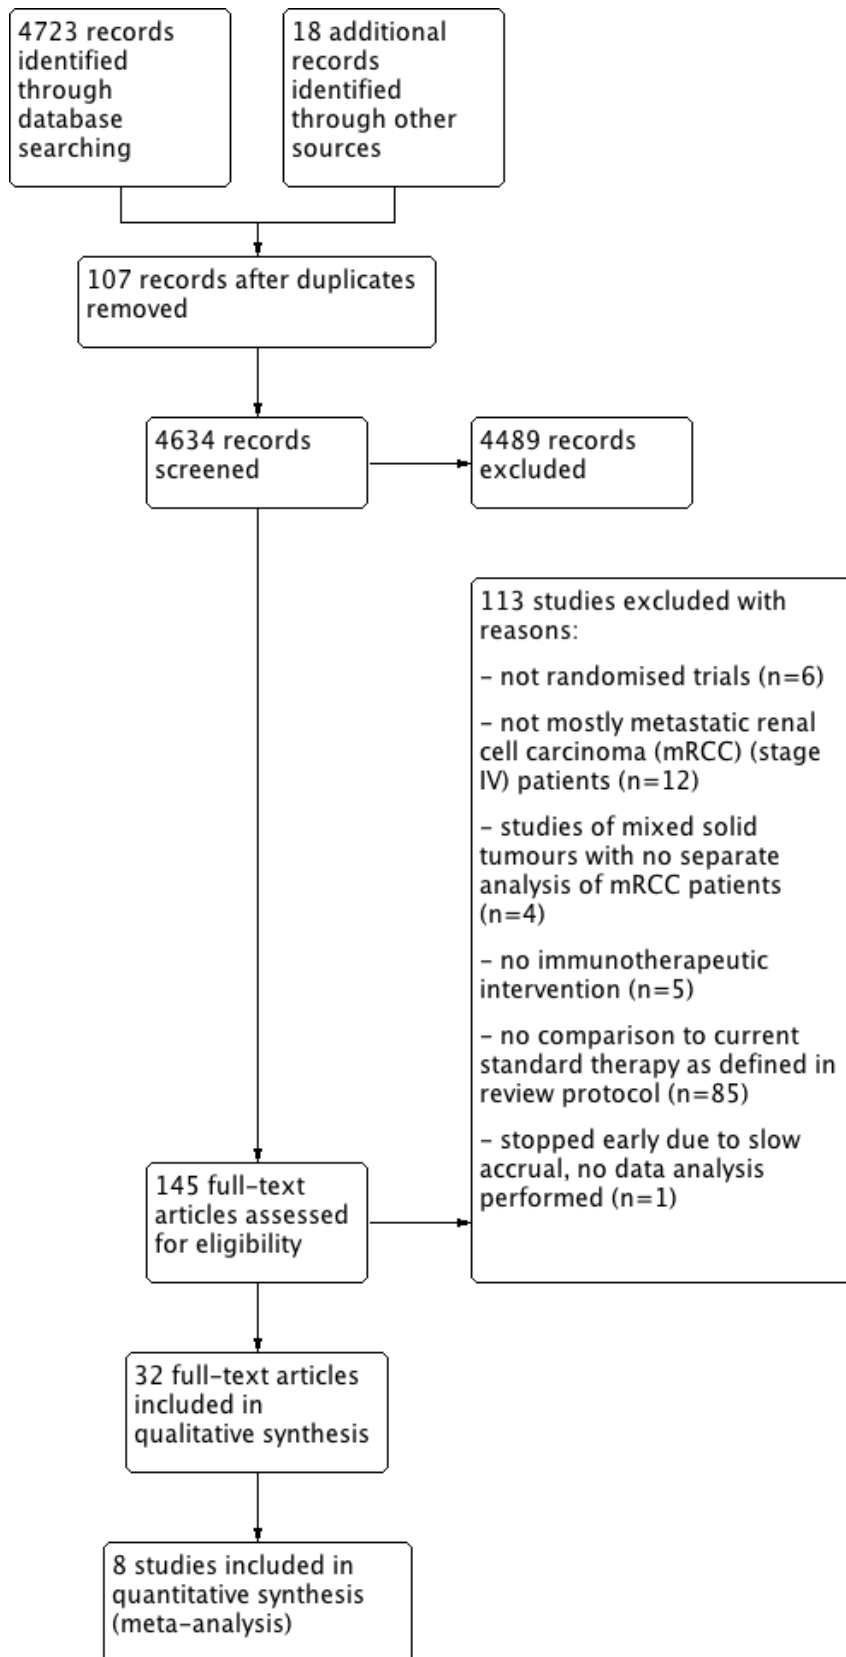 4723 records
identified
through
database
searching
18 additional
records
identified
through other
sources
107 records after duplicates
removed
4634 records
screened
4489 records
excluded
113 studies excluded with
reasons:
– not randomised trials (n=6)
– not mostly metastatic renal
cell carcinoma (mRCC) (stage
IV) patients (n=12)
– studies of mixed solid
tumours with no separate
analysis of mRCC patients
(n=4)
– no immunotherapeutic
intervention (n=5)
– no comparison to current
standard therapy as defined in
review protocol (n=85)
– stopped early due to slow
accrual, no data analysis
performed (n=1)
145 full-text
articles assessed
for eligibility
32 full-text articles
included in
qualitative synthesis
8 studies included in
quantitative synthesis
(meta-analysis)